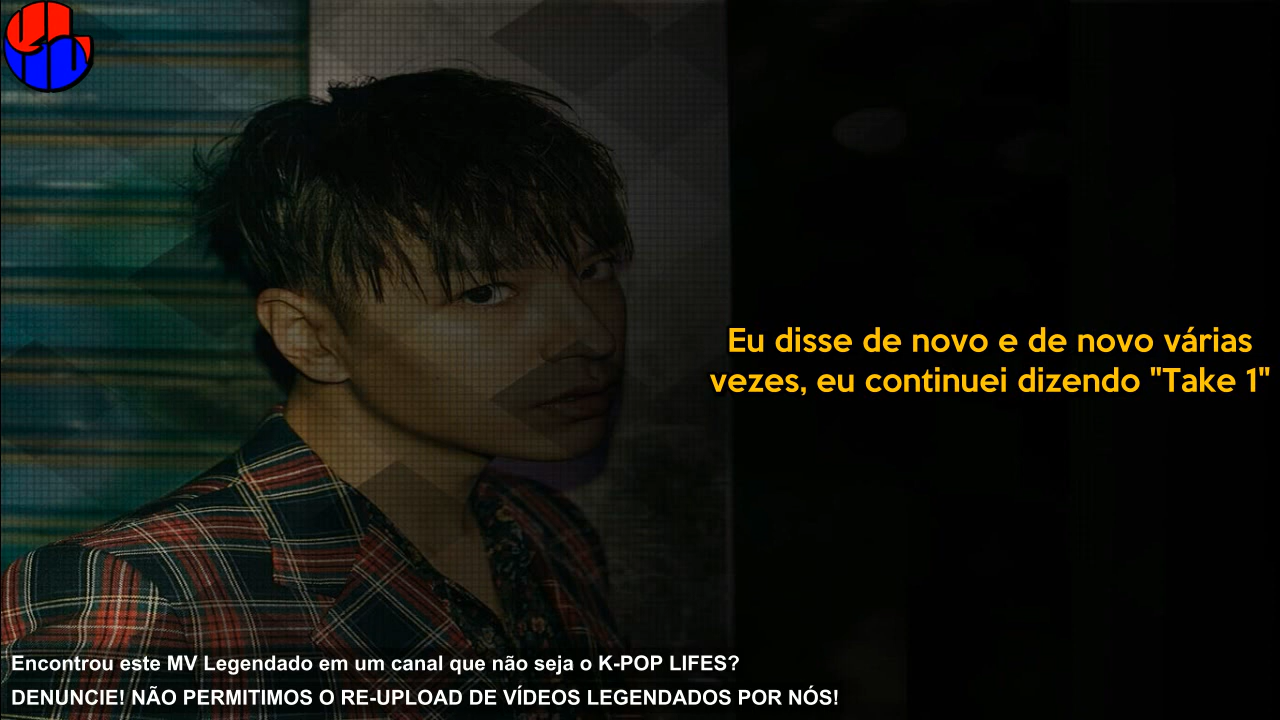 Eu disse de novo e de novo várias
vezes, eu continuei dizendo "Take 1"
Encontrou este MV Legendado em um canal que não seja o K-POP LIFES?
DENUNCIE! NÃO PERMITIMOS O RE-UPLOAD DE VÍDEOS LEGENDADOS POR NÓS!